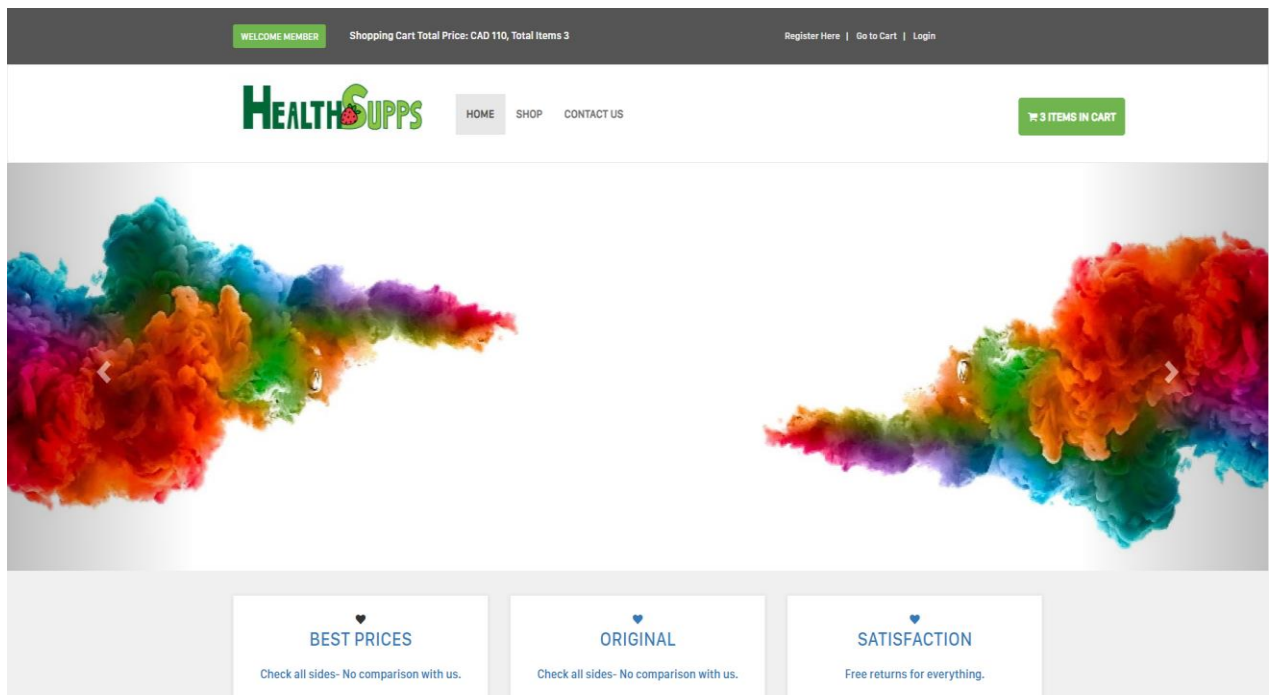 WELCOME MEMBER Shopping Cart Total Price: CAD 110, Total Items 3 Register Here | Go to Cart | Login
HEALTHSUPPS HOME SHOP CONTACT US 3 ITEMS IN CART
BEST PRICES
Check all sides- No comparison with us.
ORIGINAL
Check all sides- No comparison with us.
SATISFACTION
Free returns for everything.